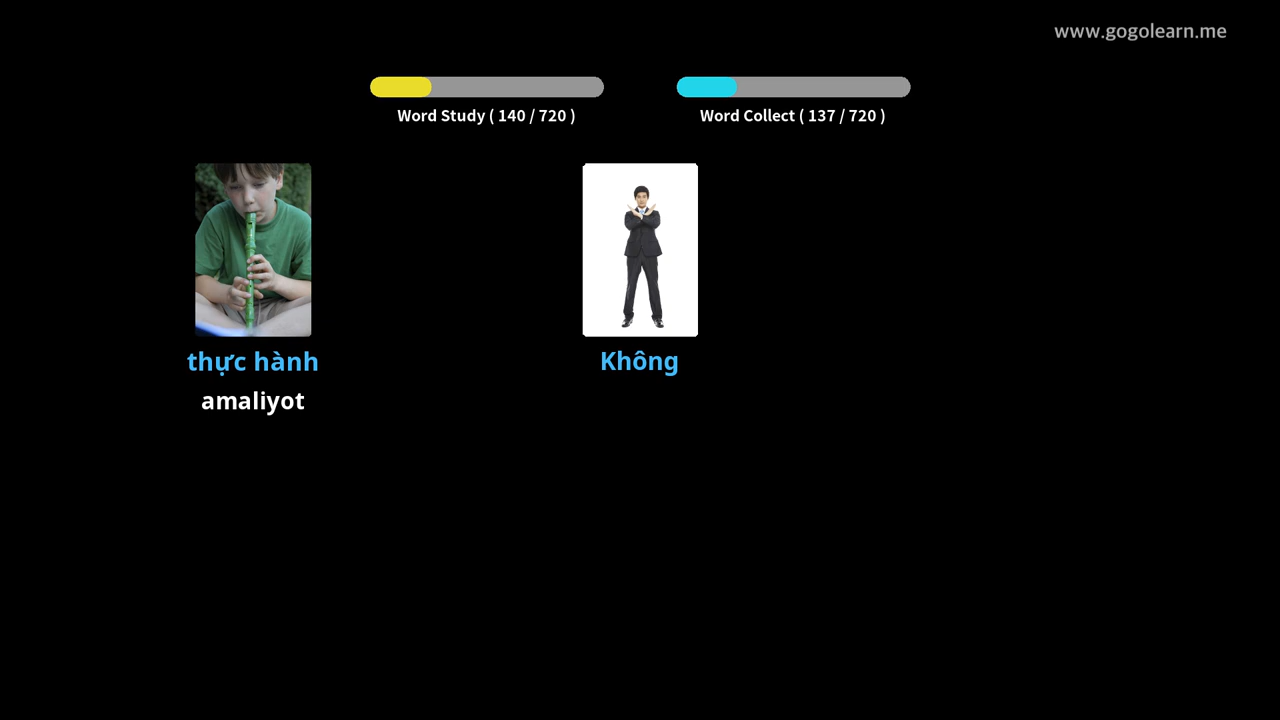 www.gogolearn.me
Word Study ( 140 / 720 )
Word Collect ( 137 / 720 )
thực hành
amaliyot
Không